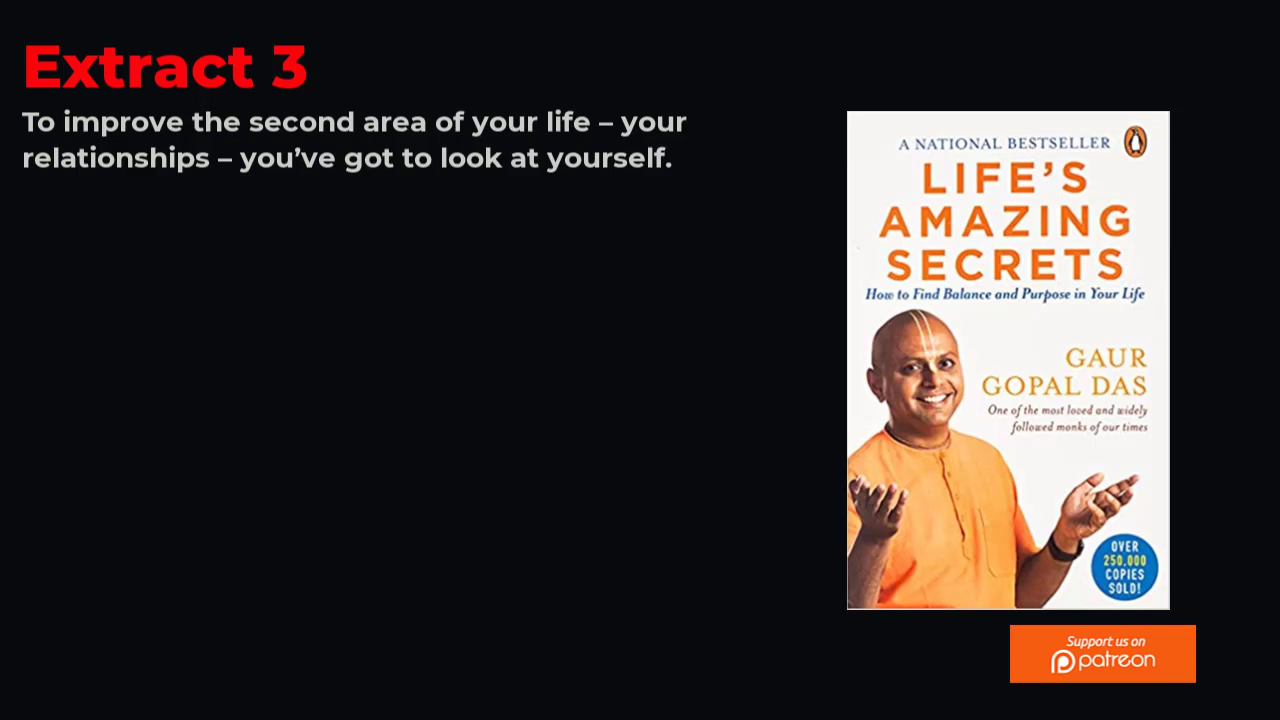 Extract 3
To improve the second area of your life – your
relationships – you’ve got to look at yourself.
A NATIONAL BESTSELLER
LIFE’S
AMAZING
SECRETS
How to Find Balance and Purpose in Your Life
GAUR
GOPAL DAS
One of the most loved and widely
followed monks of our times
OVER
250,000
COPIES
SOLD!
Support us on
patreon